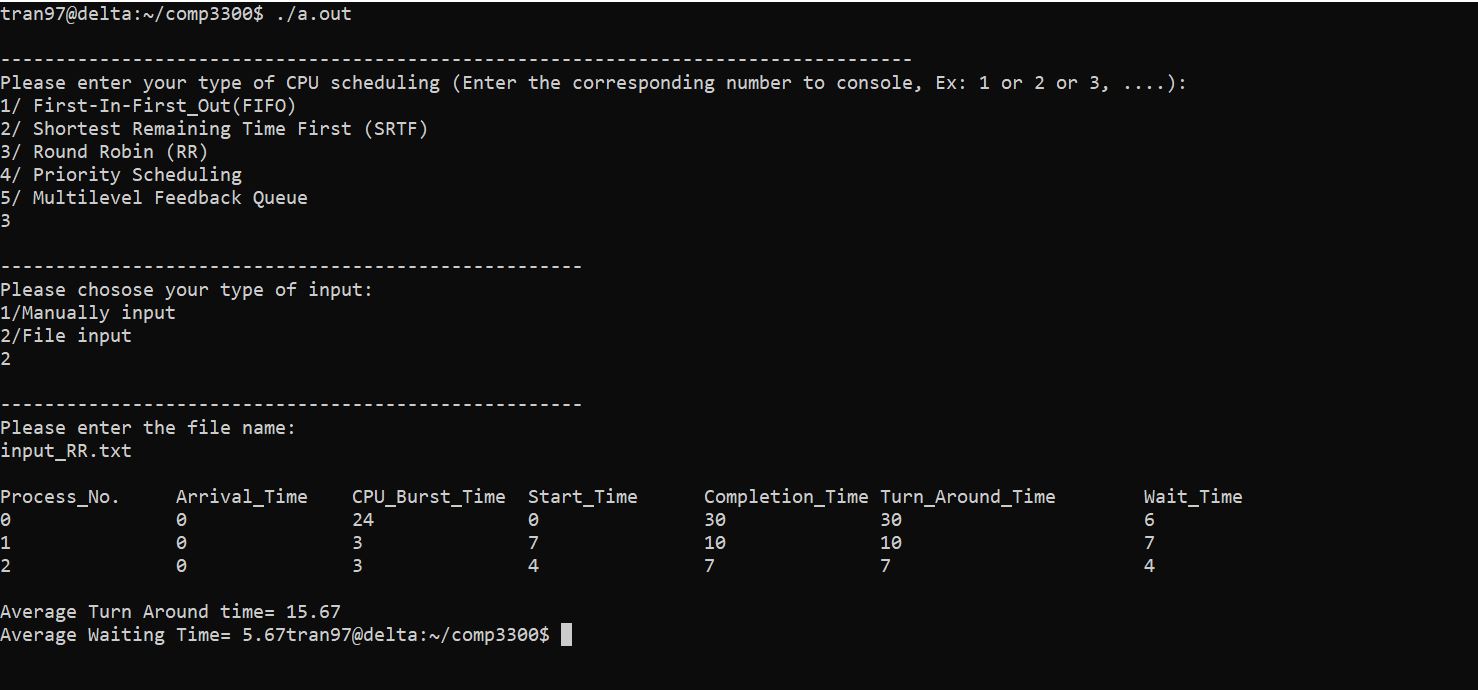 tran97@delta:~/comp3300$ ./a.out
-----------------------------------------------------------------------------------
Please enter your type of CPU scheduling (Enter the corresponding number to console, Ex: 1 or 2 or 3, ....):
1/ First-In-First_Out(FIFO)
2/ Shortest Remaining Time First (SRTF)
3/ Round Robin (RR)
4/ Priority Scheduling
5/ Multilevel Feedback Queue
3
-----------------------------------------------------
Please chosose your type of input:
1/Manually input
2/File input
2
-----------------------------------------------------
Please enter the file name:
input_RR.txt
Process_No. Arrival_Time CPU_Burst_Time Start_Time Completion_Time Turn_Around_Time Wait_Time
0 0 24 0 30 30 6
1 0 3 7 10 10 7
2 0 3 4 7 7 4
Average Turn Around time= 15.67
Average Waiting Time= 5.67tran97@delta:~/comp3300$